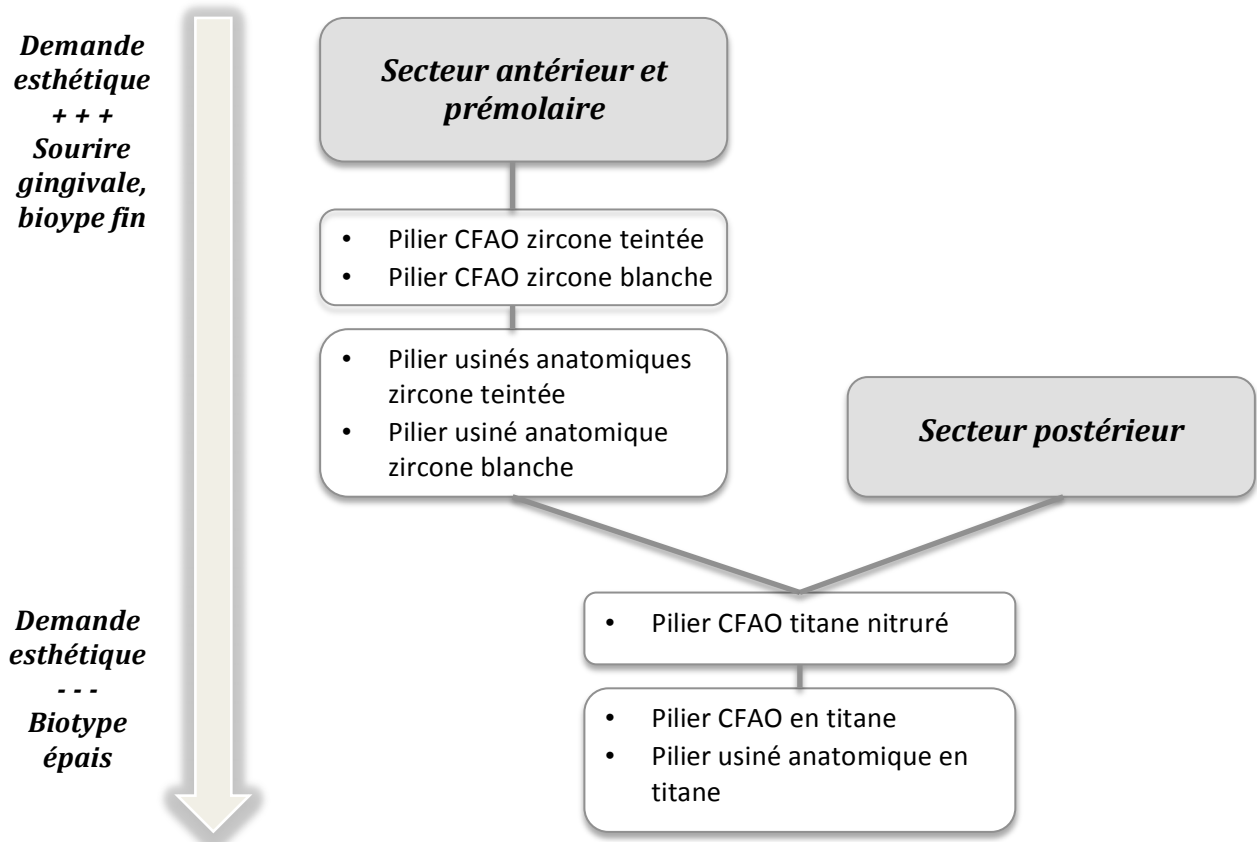 Demande
esthétique
+ + +
Sourire
gingivale,
bioype fin
Secteur antérieur et
prémolaire
• Pilier CFAO zircone teintée
• Pilier CFAO zircone blanche
• Pilier usinés anatomiques
zircone teintée
• Pilier usiné anatomique
zircone blanche
Secteur postérieur
Demande
esthétique
- - -
Biotype
épais
• Pilier CFAO titane nitruré
• Pilier CFAO en titane
• Pilier usiné anatomique en
titane